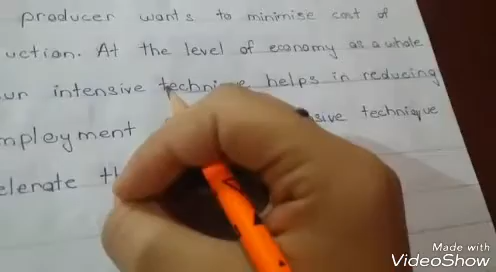 producer wants to minimise cost of
uction. At the level of economy as a whole
intensive technique helps in reducing
mployment sive technique
elerate th
Made with
VideoShow